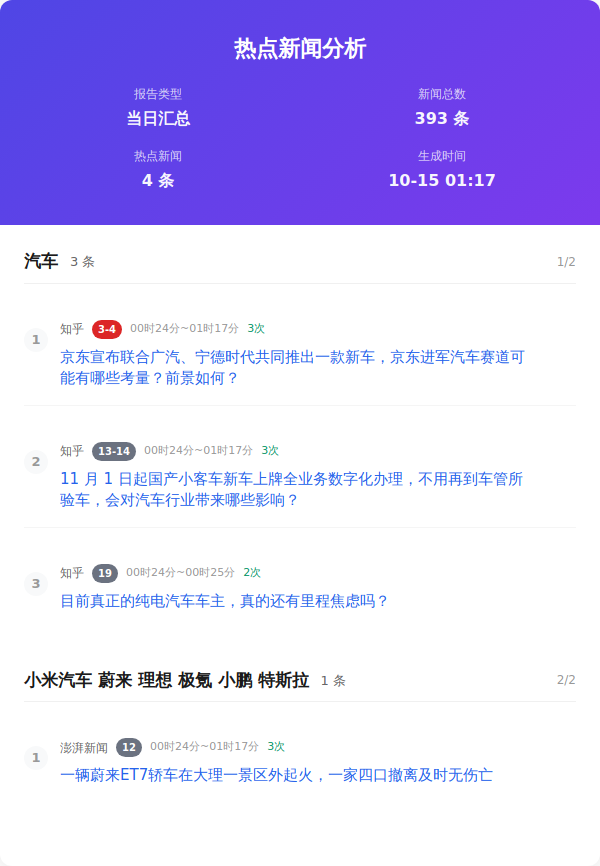 热点新闻分析
报告类型
新闻总数
当日汇总
393 条
热点新闻
生成时间
4 条
10-15 01:17
汽车 3 条 1/2
1
知乎 3-4 00时24分~01时17分 3次
京东宣布联合广汽、宁德时代共同推出一款新车，京东进军汽车赛道可
能有哪些考量？前景如何？
2
知乎 13-14 00时24分~01时17分 3次
11 月 1 日起国产小客车新车上牌全业务数字化办理，不用再到车管所
验车，会对汽车行业带来哪些影响？
3
知乎 19 00时24分~00时25分 2次
目前真正的纯电汽车车主，真的还有里程焦虑吗？
小米汽车 蔚来 理想 极氪 小鹏 特斯拉 1 条 2/2
1
澎湃新闻 12 00时24分~01时17分 3次
一辆蔚来ET7轿车在大理一景区外起火，一家四口撤离及时无伤亡